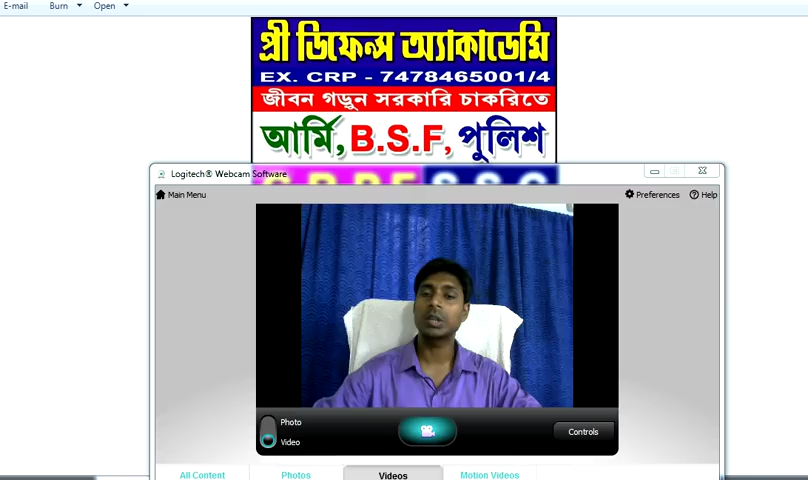 E-mail Burn Open
প্রী ডিফেন্স অ্যাকাডেমি
EX. CRP - 7478465001/4
জীবন গড়ুন সরকারি চাকরিতে
আর্মি, B.S.F, পুলিশ
Logitech® Webcam Software
Main Menu Preferences Help
Photo
Video
Controls
All Content Photos Videos Motion Videos